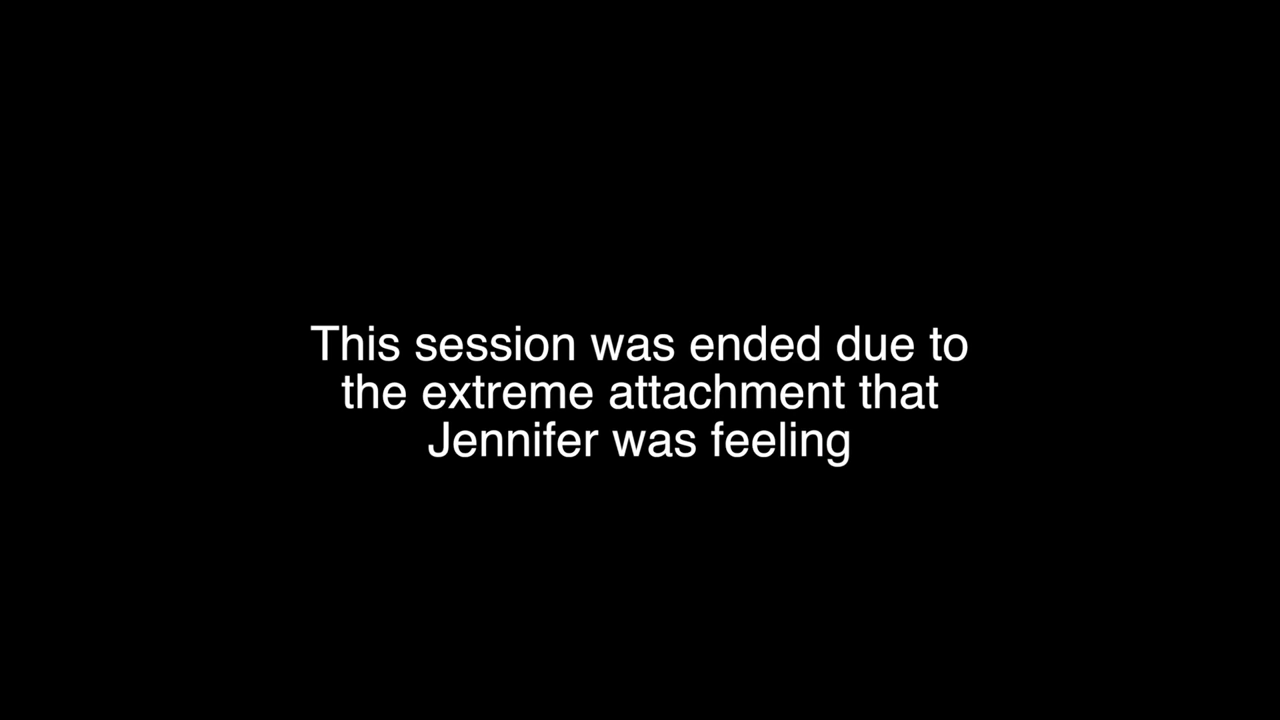 This session was ended due to
the extreme attachment that
Jennifer was feeling